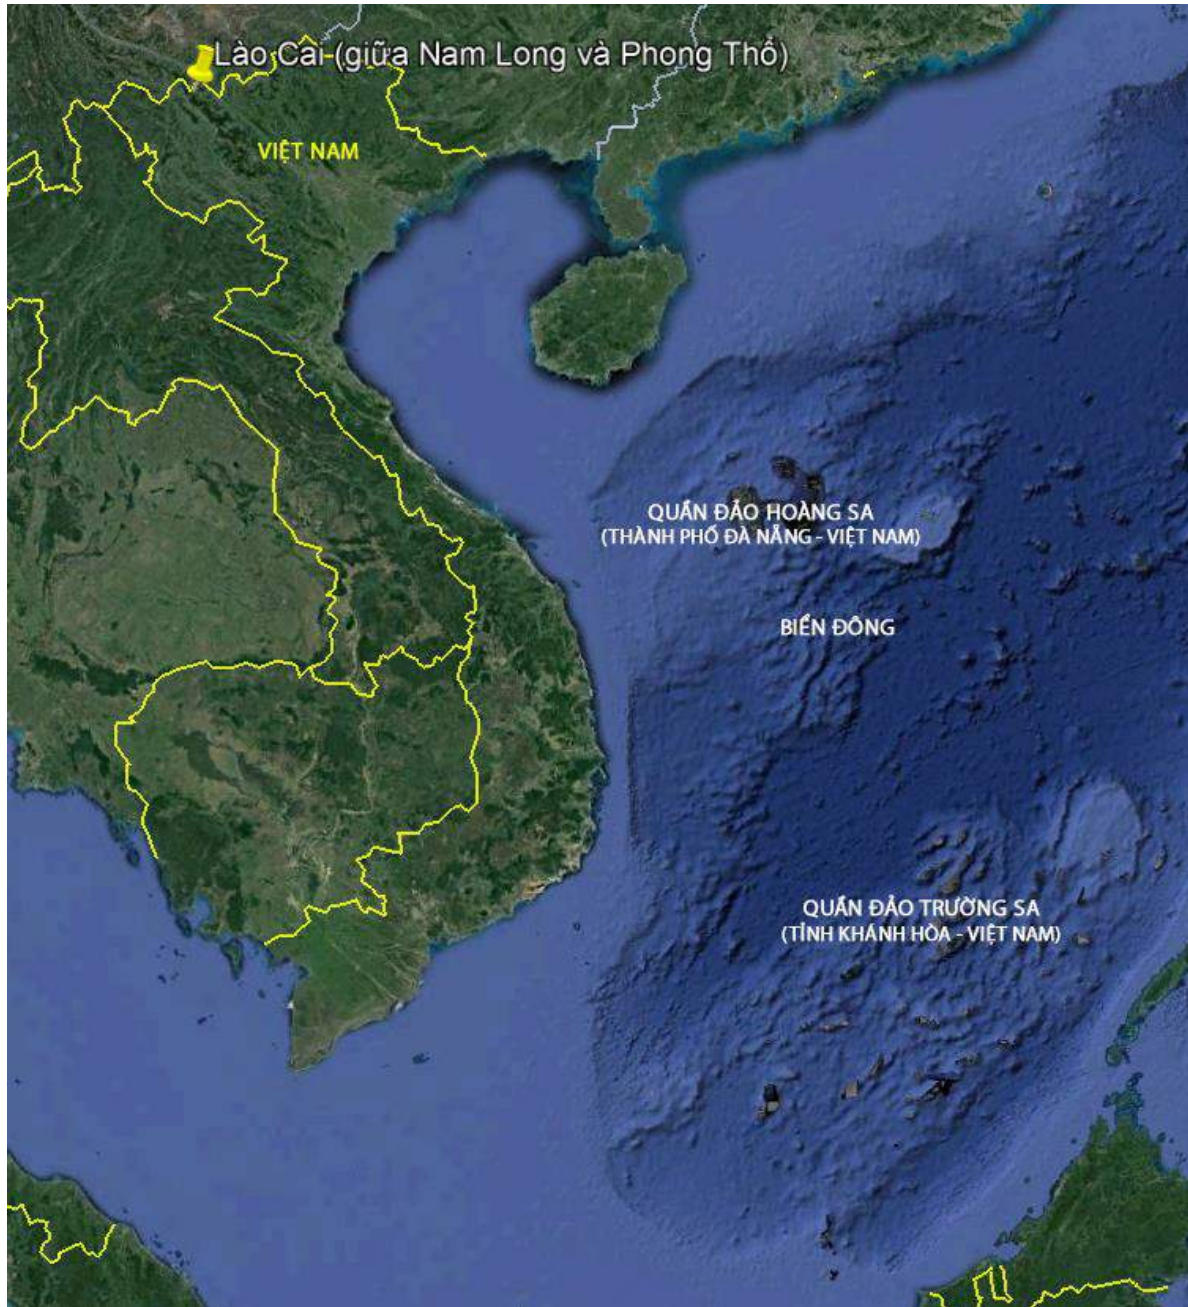 Lào Cai (giữa Nam Long và Phong Thổ)
VIỆT NAM
QUẦN ĐẢO HOÀNG SA
(THÀNH PHỐ ĐÀ NẴNG - VIỆT NAM)
BIỂN ĐÔNG
QUẦN ĐẢO TRƯỜNG SA
(TỈNH KHÁNH HÒA - VIỆT NAM)